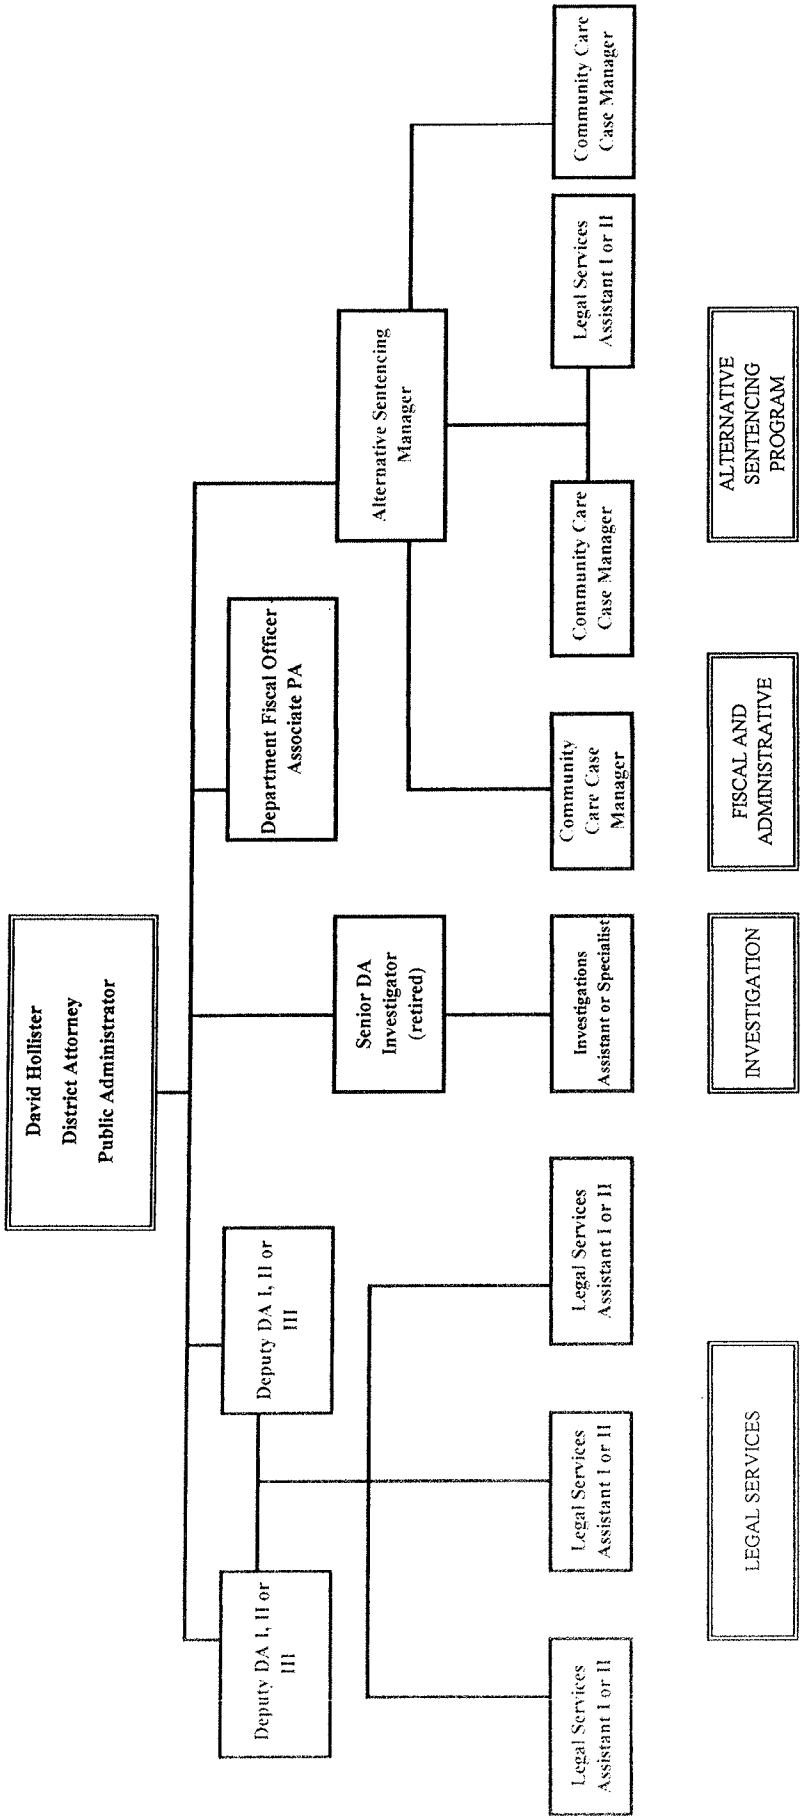 David Hollister
District Attorney
Public Administrator
Deputy DA I, II or
III
Deputy DA I, II or
III
Senior DA
Investigator
(retired)
Department Fiscal Officer
Associate PA
Alternative Sentencing
Manager
Legal Services
Assistant I or II
Legal Services
Assistant I or II
Legal Services
Assistant I or II
Investigations
Assistant or Specialist
Community
Care Case
Manager
Community Care
Case Manager
Legal Services
Assistant I or II
Community Care
Case Manager
LEGAL SERVICES
INVESTIGATION
FISCAL AND
ADMINISTRATIVE
ALTERNATIVE
SENTENCING
PROGRAM